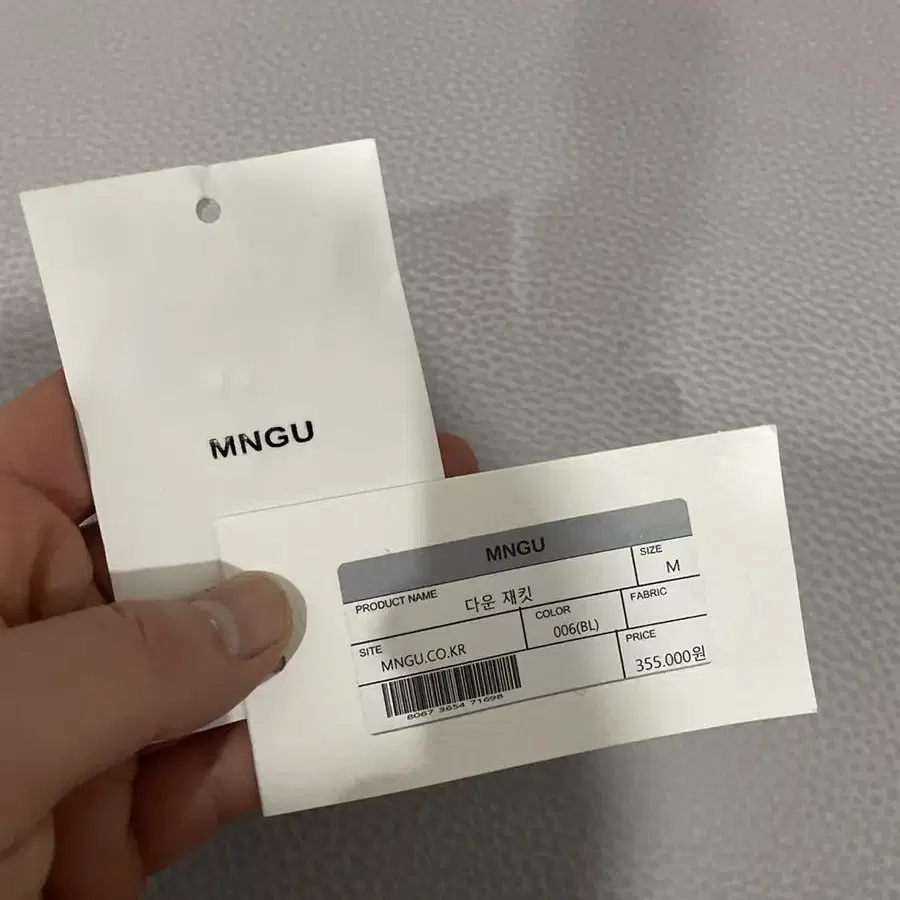 MNGU
MNGU
PRODUCT NAME 다운 재킷
SIZE M
SITE MNGU.CO.KR
COLOR 006(BL)
FABRIC
PRICE 355.000원
8067 3654 71698